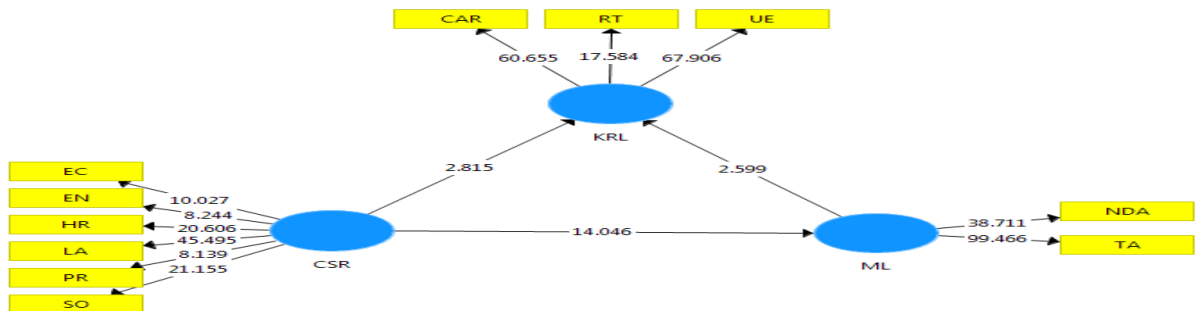 CAR RT UE
60.655 17.584 67.906
KRL
2.815 2.599
EC
EN
HR
LA
PR
SO
10.027
8.244
20.606
45.495
8.139
21.155
CSR
14.046
ML
38.711
99.466
NDA
TA